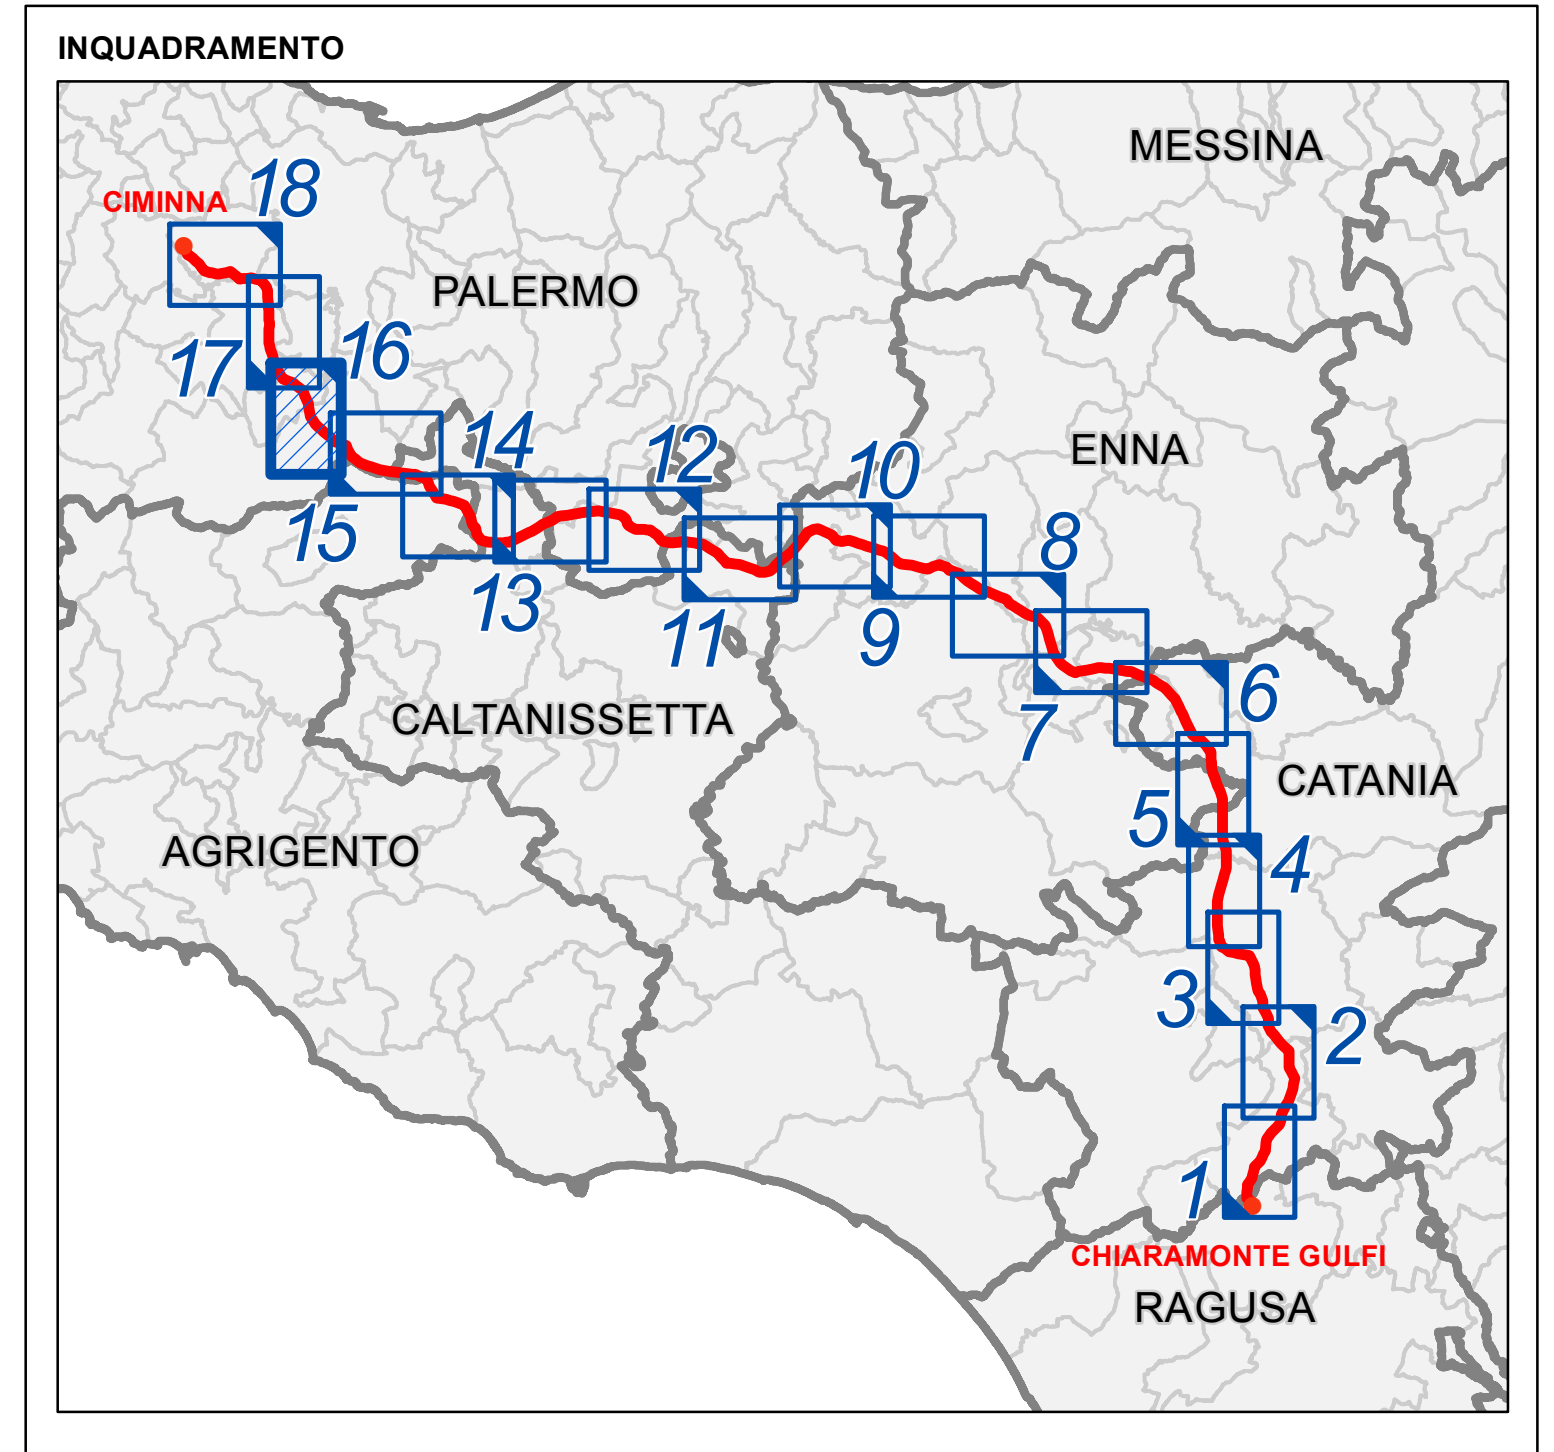 INQUADRAMENTO
MESSINA
18
CIMINNA
PALERMO
16
17
14
12
10
ENNA
15
8
13
11
9
6
CALTANISSETTA
7
CATANIA
5
AGRIGENTO
4
3
2
1
CHIARAMONTE GULFI
RAGUSA